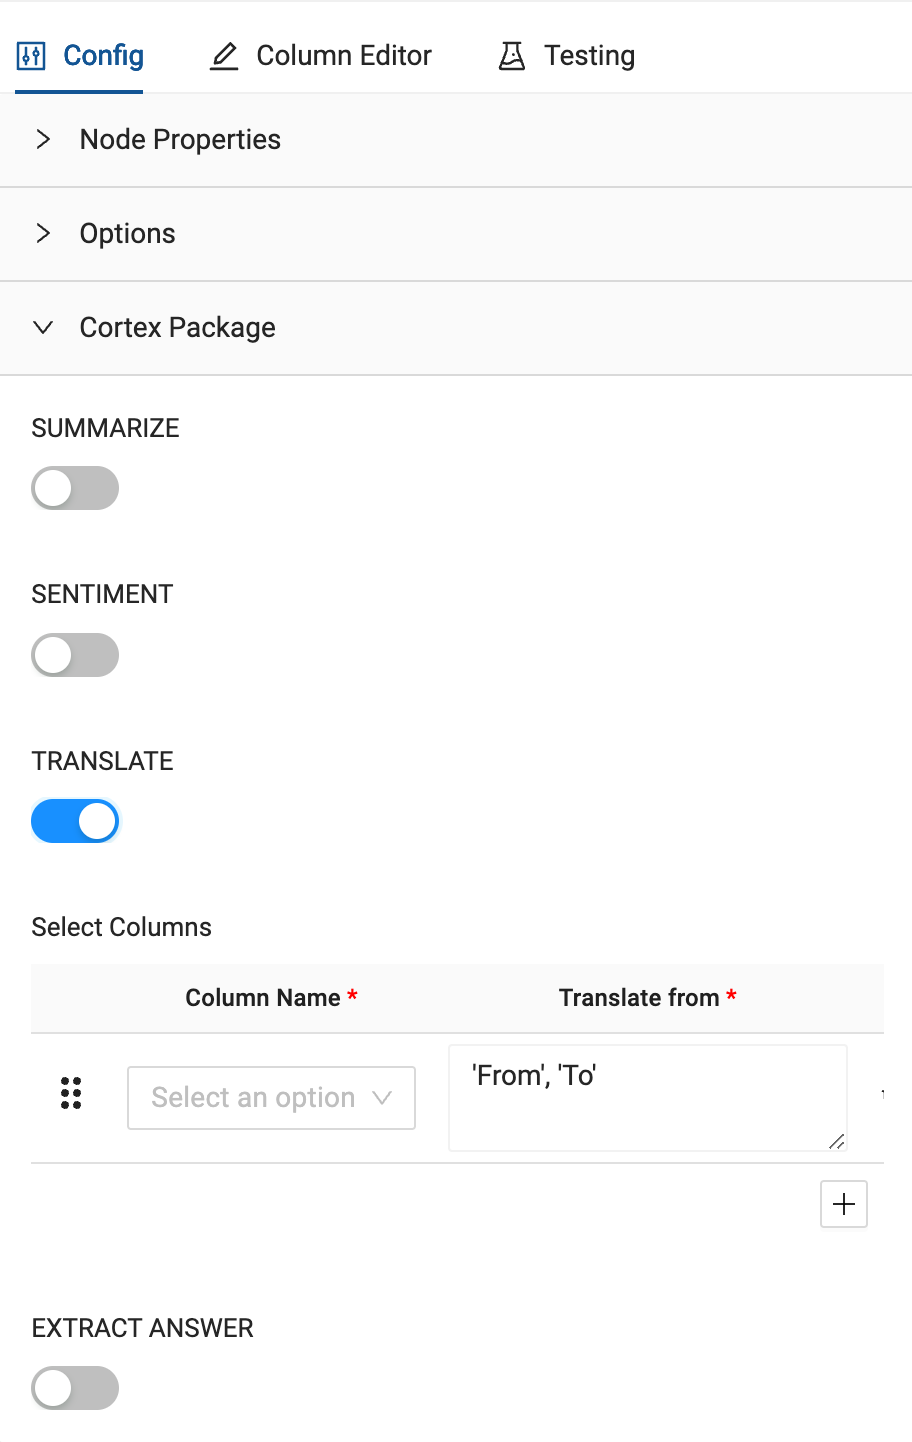 Config Column Editor Testing
Node Properties
Options
Cortex Package
SUMMARIZE
SENTIMENT
TRANSLATE
Select Columns
Column Name * Translate from *
Select an option 'From', 'To'
EXTRACT ANSWER